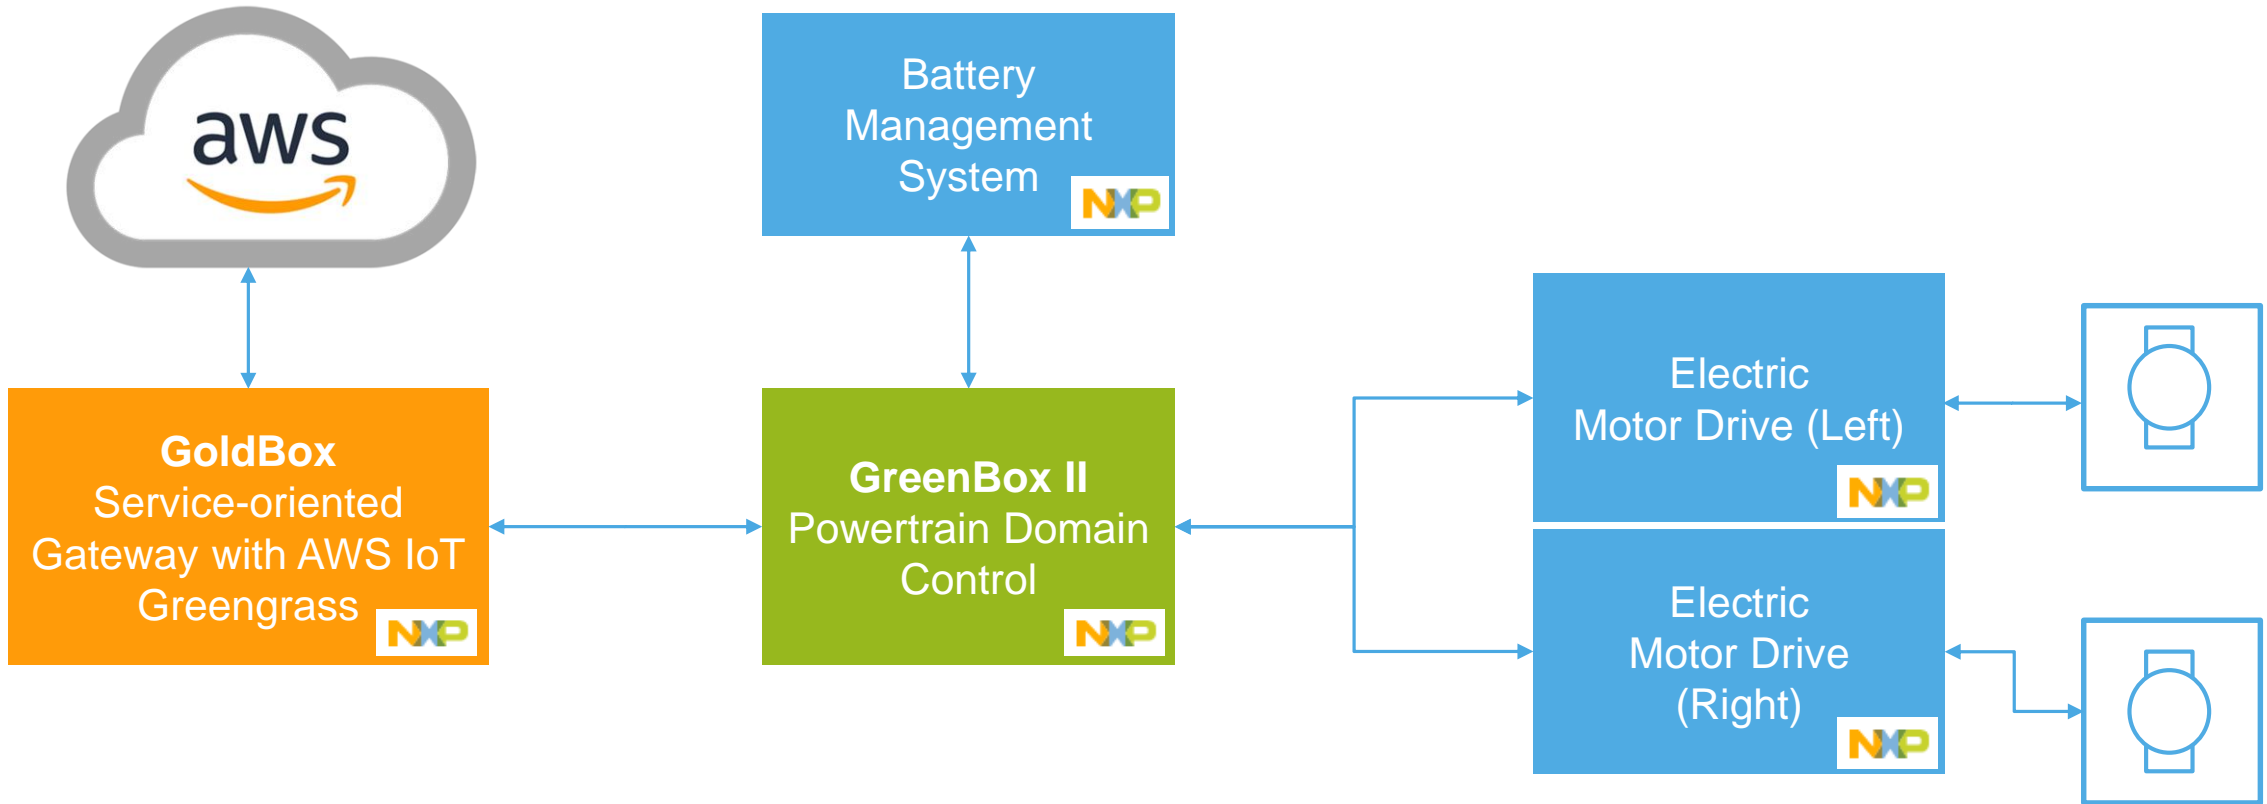 aws
Battery
Management
System
NXP
GoldBox
Service-oriented
Gateway with AWS IoT
Greengrass
NXP
GreenBox II
Powertrain Domain
Control
NXP
Electric
Motor Drive (Left)
NXP
Electric
Motor Drive
(Right)
NXP